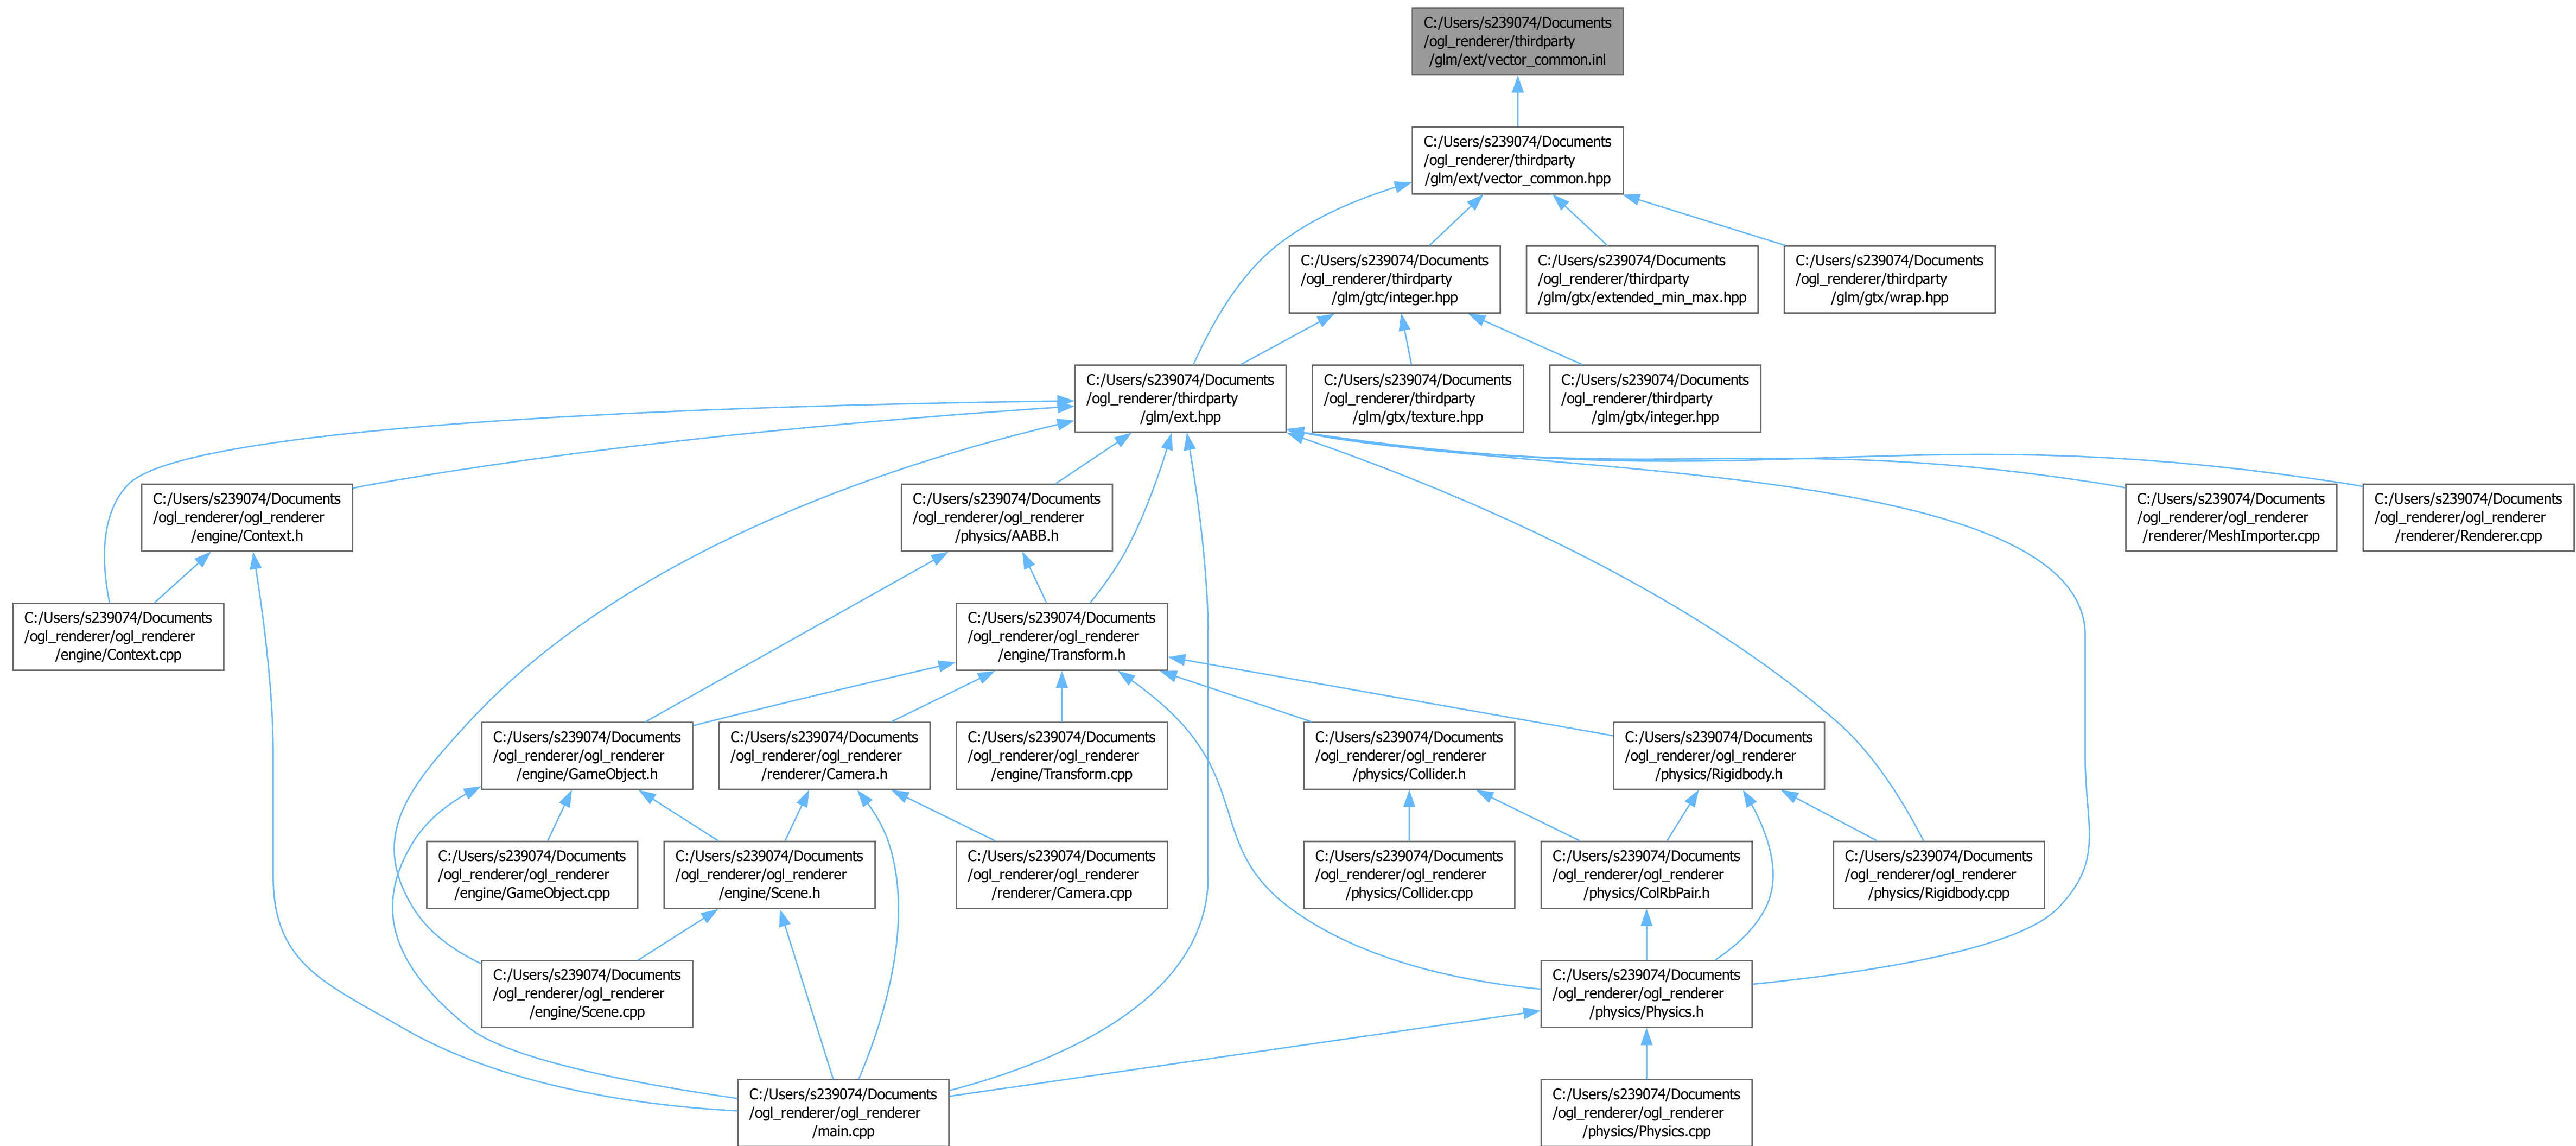 C:/Users/s239074/Documents
/ogl_renderer/thirdparty
/glm/ext/vector_common.inl
C:/Users/s239074/Documents
/ogl_renderer/thirdparty
/glm/ext/vector_common.hpp
C:/Users/s239074/Documents
/ogl_renderer/thirdparty
/glm/gtc/integer.hpp
C:/Users/s239074/Documents
/ogl_renderer/thirdparty
/glm/gtx/extended_min_max.hpp
C:/Users/s239074/Documents
/ogl_renderer/thirdparty
/glm/gtx/wrap.hpp
C:/Users/s239074/Documents
/ogl_renderer/thirdparty
/glm/ext.hpp
C:/Users/s239074/Documents
/ogl_renderer/thirdparty
/glm/gtx/texture.hpp
C:/Users/s239074/Documents
/ogl_renderer/thirdparty
/glm/gtx/integer.hpp
C:/Users/s239074/Documents
/ogl_renderer/ogl_renderer
/engine/Context.h
C:/Users/s239074/Documents
/ogl_renderer/ogl_renderer
/physics/AABB.h
C:/Users/s239074/Documents
/ogl_renderer/ogl_renderer
/renderer/MeshImporter.cpp
C:/Users/s239074/Documents
/ogl_renderer/ogl_renderer
/renderer/Renderer.cpp
C:/Users/s239074/Documents
/ogl_renderer/ogl_renderer
/engine/Context.cpp
C:/Users/s239074/Documents
/ogl_renderer/ogl_renderer
/engine/Transform.h
C:/Users/s239074/Documents
/ogl_renderer/ogl_renderer
/engine/GameObject.h
C:/Users/s239074/Documents
/ogl_renderer/ogl_renderer
/renderer/Camera.h
C:/Users/s239074/Documents
/ogl_renderer/ogl_renderer
/engine/Transform.cpp
C:/Users/s239074/Documents
/ogl_renderer/ogl_renderer
/physics/Collider.h
C:/Users/s239074/Documents
/ogl_renderer/ogl_renderer
/physics/Rigidbody.h
C:/Users/s239074/Documents
/ogl_renderer/ogl_renderer
/engine/GameObject.cpp
C:/Users/s239074/Documents
/ogl_renderer/ogl_renderer
/engine/Scene.h
C:/Users/s239074/Documents
/ogl_renderer/ogl_renderer
/renderer/Camera.cpp
C:/Users/s239074/Documents
/ogl_renderer/ogl_renderer
/physics/Collider.cpp
C:/Users/s239074/Documents
/ogl_renderer/ogl_renderer
/physics/ColRbPair.h
C:/Users/s239074/Documents
/ogl_renderer/ogl_renderer
/physics/Rigidbody.cpp
C:/Users/s239074/Documents
/ogl_renderer/ogl_renderer
/engine/Scene.cpp
C:/Users/s239074/Documents
/ogl_renderer/ogl_renderer
/physics/Physics.h
C:/Users/s239074/Documents
/ogl_renderer/ogl_renderer
/main.cpp
C:/Users/s239074/Documents
/ogl_renderer/ogl_renderer
/physics/Physics.cpp